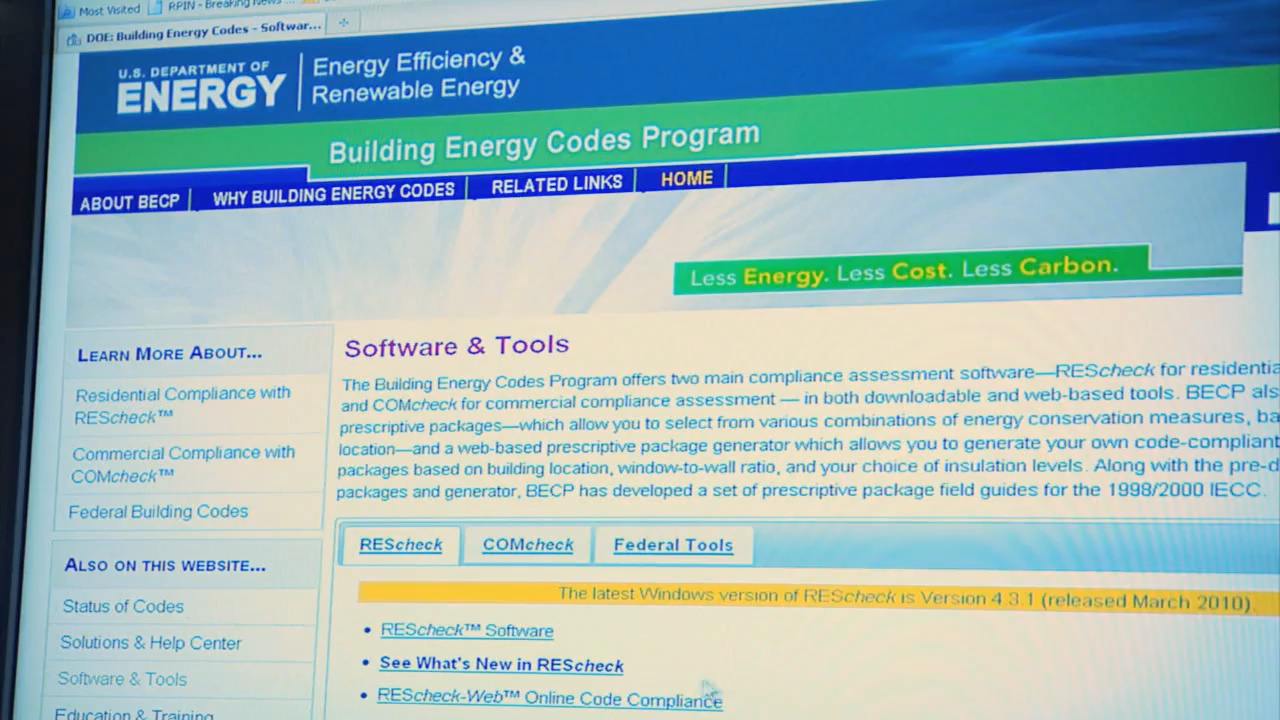 Most Visited RPIN - Breaking News ...
DOE: Building Energy Codes - Softwar...
U.S. DEPARTMENT OF
ENERGY
Energy Efficiency &
Renewable Energy
Building Energy Codes Program
ABOUT BECP WHY BUILDING ENERGY CODES RELATED LINKS HOME
Less Energy. Less Cost. Less Carbon.
LEARN MORE ABOUT...
Residential Compliance with
REScheck™
Commercial Compliance with
COMcheck™
Federal Building Codes
ALSO ON THIS WEBSITE...
Status of Codes
Solutions & Help Center
Software & Tools
Education & Training
Software & Tools
The Building Energy Codes Program offers two main compliance assessment software—REScheck for residentia
and COMcheck for commercial compliance assessment — in both downloadable and web-based tools. BECP als
prescriptive packages—which allow you to select from various combinations of energy conservation measures, ba
location—and a web-based prescriptive package generator which allows you to generate your own code-compliant
packages based on building location, window-to-wall ratio, and your choice of insulation levels. Along with the pre-d
packages and generator, BECP has developed a set of prescriptive package field guides for the 1998/2000 IECC.
REScheck COMcheck Federal Tools
The latest Windows version of REScheck is Version 4.3.1 (released March 2010).
• REScheck™ Software
• See What's New in REScheck
• REScheck-Web™ Online Code Compliance